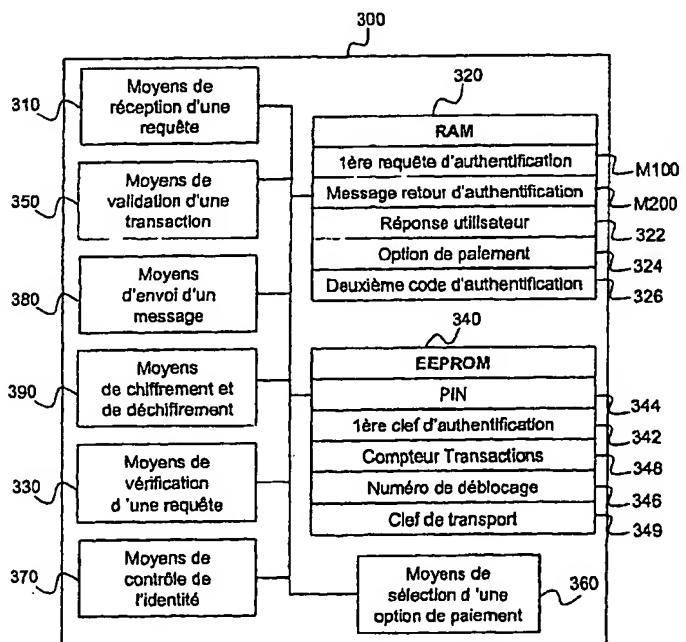 300
310
Moyens de
réception d'une
requête
350
Moyens de
validation d'une
transaction
380
Moyens
d'envoi d'un
message
390
Moyens
de chiffrement et
de déchiffrement
330
Moyens de
vérification
d 'une requête
370
Moyens de
contrôle de
l'identité
320
RAM
1ère requête d'authentification
M100
Message retour d'authentification
M200
Réponse utilisateur
322
Option de paiement
324
Deuxième code d'authentification
326
340
EEPROM
PIN
344
1ère clef d'authentification
342
Compteur Transactions
348
Numéro de déblocage
346
Clef de transport
349
Moyens de
sélection d 'une
option de paiement
360